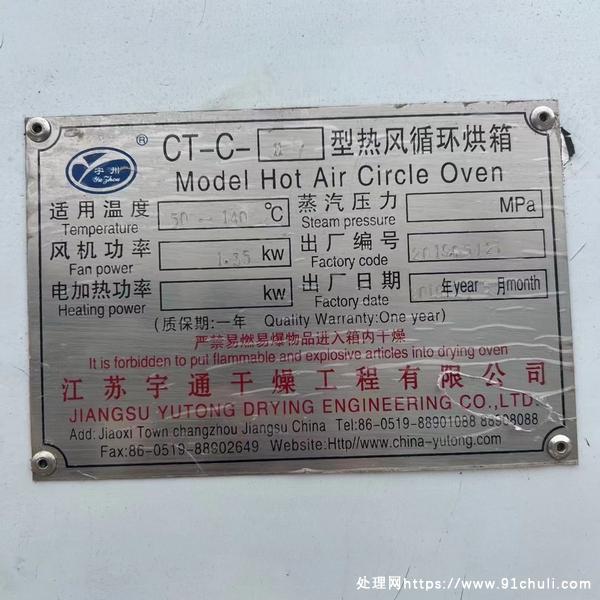 宇州
Yu Zhou
®
CT-C- 型热风循环烘箱
Model Hot Air Circle Oven
适用温度 50~140 ℃ 蒸汽压力 MPa
Temperature Steam pressure
风机功率 1.35 kw 出厂编号
Fan power Factory code
电加热功率 kw 出厂日期 年year 月month
Heating power Factory date
(质保期:一年 Quality Warranty:One year)
严禁易燃易爆物品进入箱内干燥
It is forbidden to put flammable and explosive articles into drying oven
江苏宇通干燥工程有限公司
JIANGSU YUTONG DRYING ENGINEERING CO.,LTD.
Add: Jiaoxi Town changzhou Jiangsu China Tel:86-0519-88901088 88908088
Fax:86-0519-88902649 Website:Http//www.china-yutong.com
处理网https://www.91chuli.com